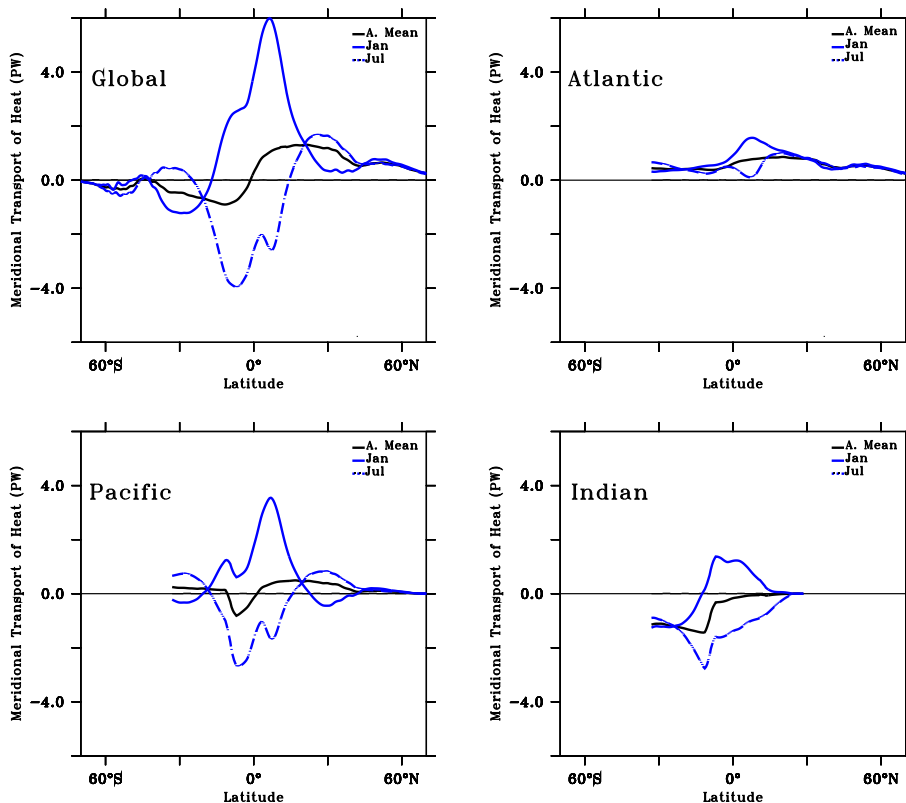 A. Mean
Jan
Jul
Global
4.0
0.0
−4.0
Meridional Transport of Heat (PW)
60°S
0°
60°N
Latitude
A. Mean
Jan
Jul
Atlantic
4.0
0.0
−4.0
Meridional Transport of Heat (PW)
60°S
0°
60°N
Latitude
A. Mean
Jan
Jul
Pacific
4.0
0.0
−4.0
Meridional Transport of Heat (PW)
60°S
0°
60°N
Latitude
A. Mean
Jan
Jul
Indian
4.0
0.0
−4.0
Meridional Transport of Heat (PW)
60°S
0°
60°N
Latitude